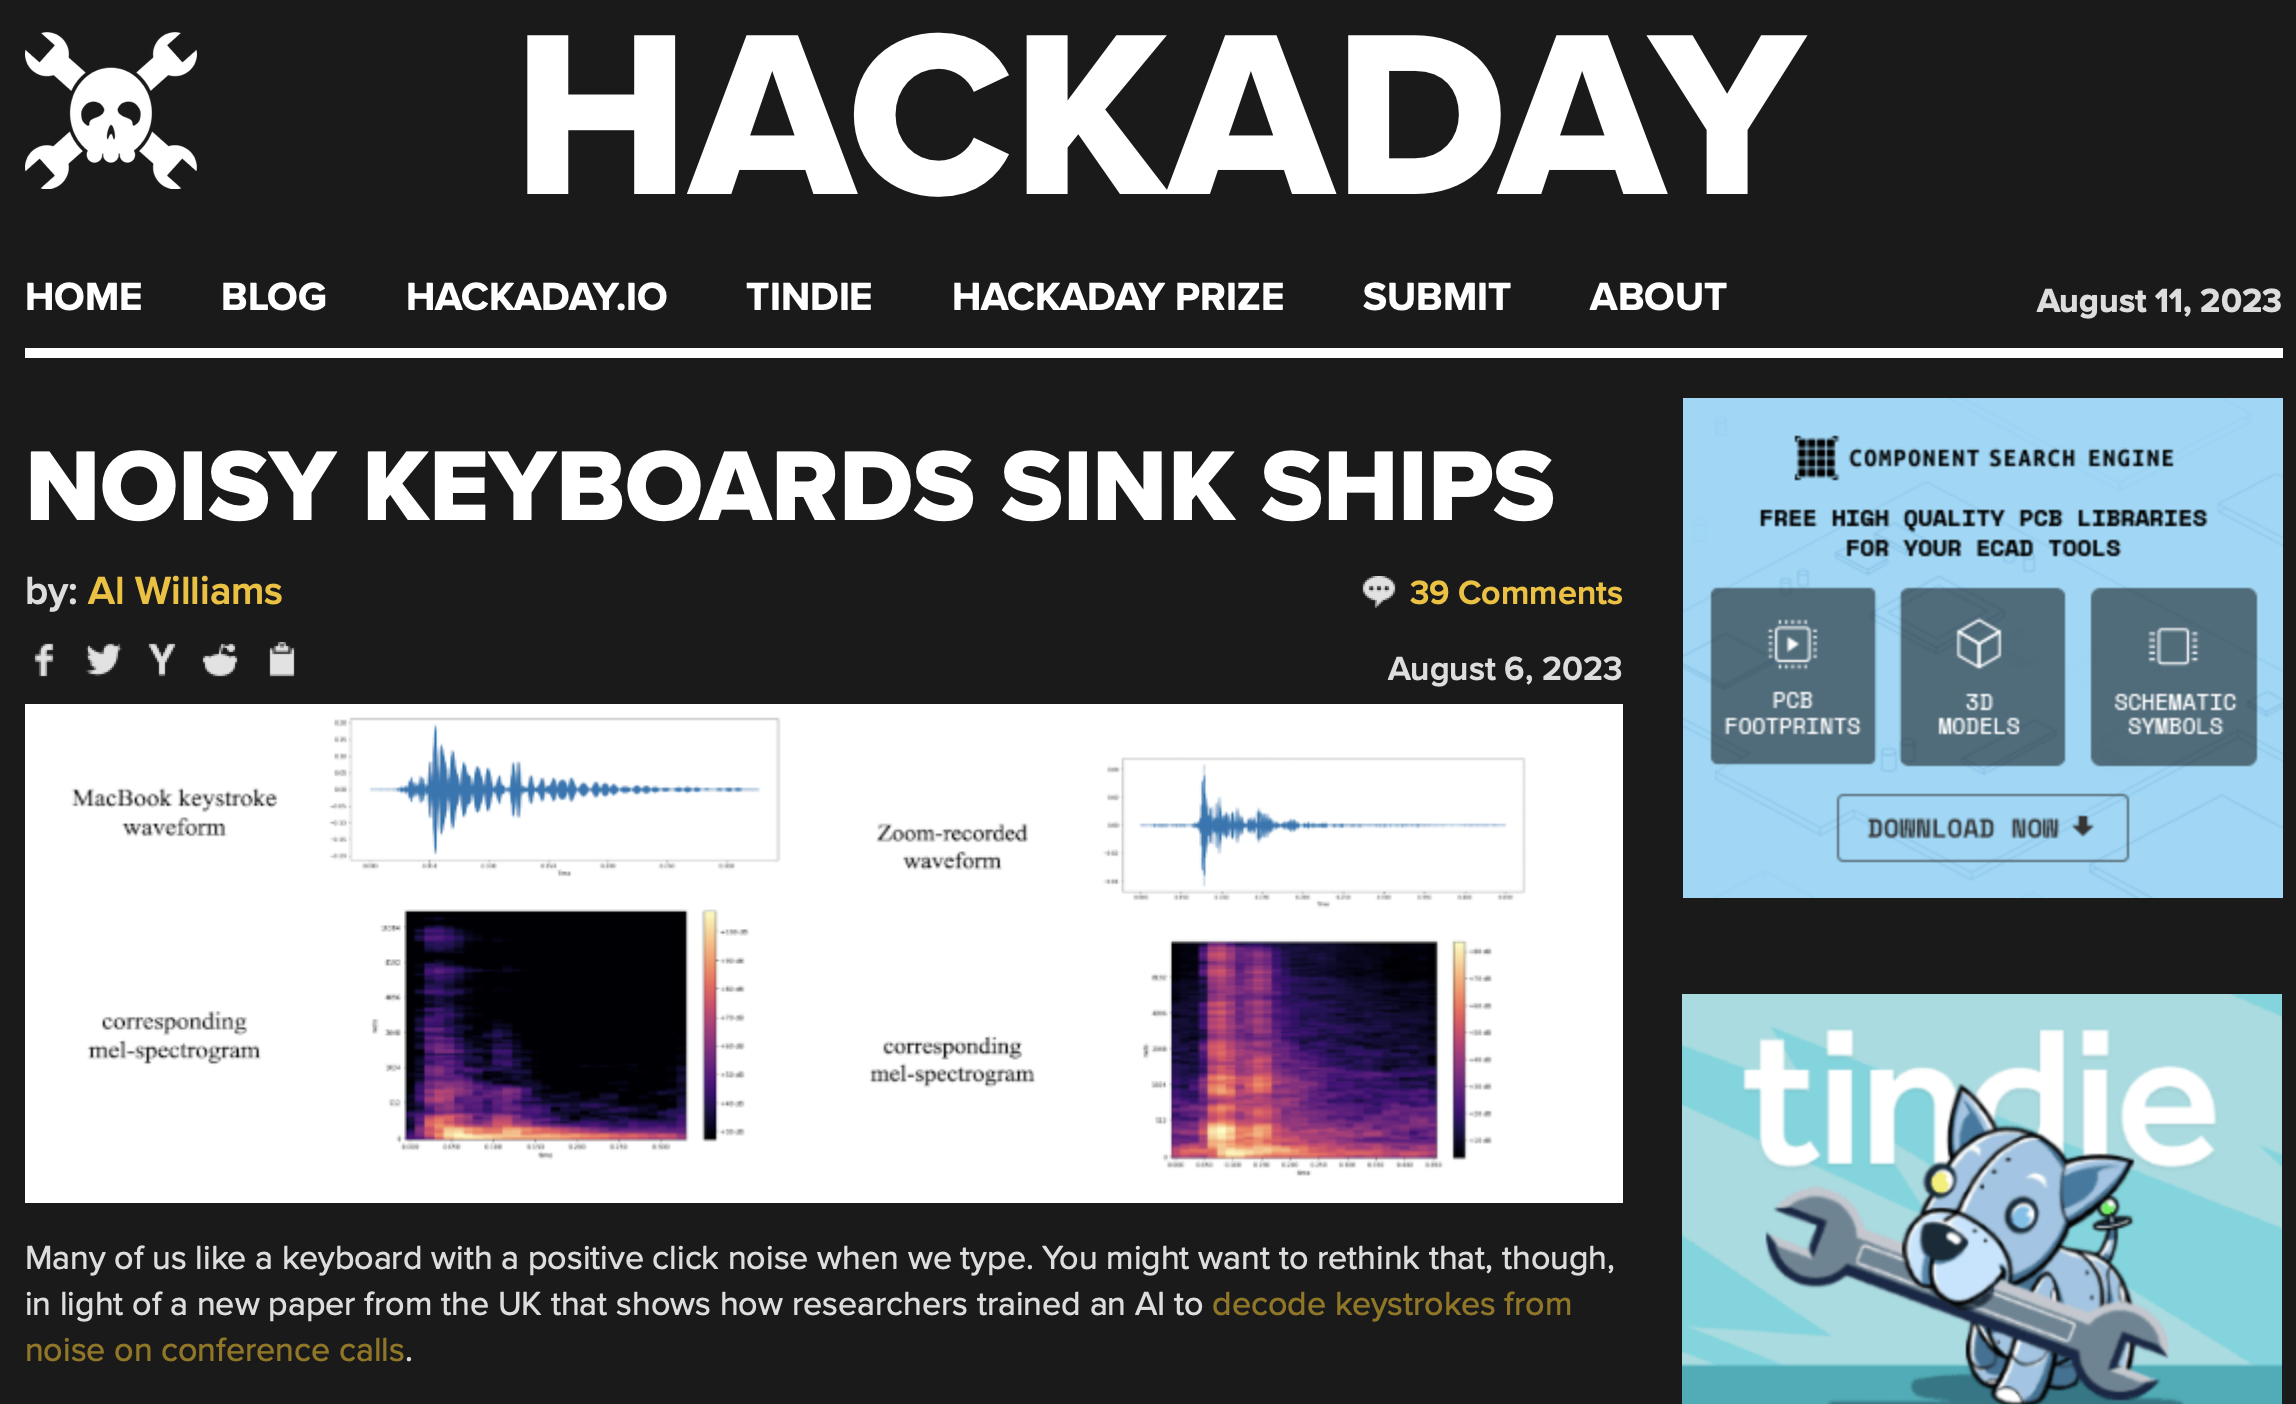 HACKADAY
HOME BLOG HACKADAY.IO TINDIE HACKADAY PRIZE SUBMIT ABOUT August 11, 2023
NOISY KEYBOARDS SINK SHIPS
by: Al Williams
39 Comments
August 6, 2023
MacBook keystroke
waveform
Zoom-recorded
waveform
corresponding
mel-spectrogram
corresponding
mel-spectrogram
Many of us like a keyboard with a positive click noise when we type. You might want to rethink that, though,
in light of a new paper from the UK that shows how researchers trained an AI to decode keystrokes from
noise on conference calls.
COMPONENT SEARCH ENGINE
FREE HIGH QUALITY PCB LIBRARIES
FOR YOUR ECAD TOOLS
PCB
FOOTPRINTS
3D
MODELS
SCHEMATIC
SYMBOLS
DOWNLOAD NOW
tindie